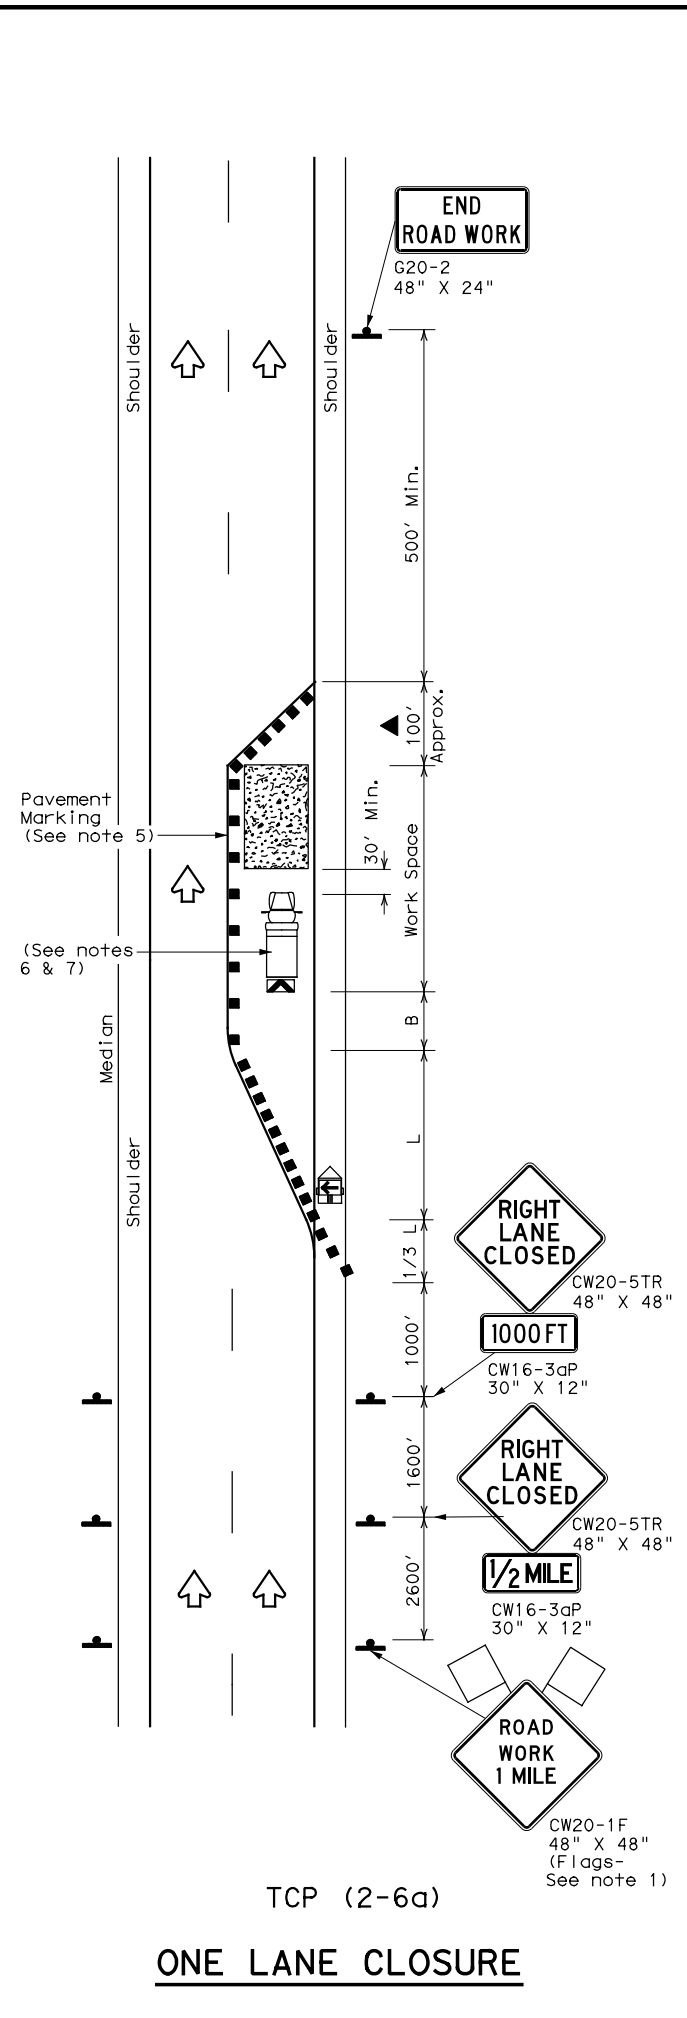 END
ROAD WORK
G20-2
48" X 24"
Shoulder
Shoulder
500' Min.
100'
Approx.
Pavement
Marking
(See note 5)
30' Min.
Work Space
(See notes
6 & 7)
B
Median
Shoulder
L
1/3 L
RIGHT
LANE
CLOSED
CW20-5TR
48" X 48"
1000 FT
CW16-3aP
30" X 12"
1000'
RIGHT
LANE
CLOSED
1600'
CW20-5TR
48" X 48"
1/2 MILE
CW16-3aP
30" X 12"
2600'
ROAD
WORK
1 MILE
CW20-1F
48" X 48"
(Flags-
See note 1)
TCP (2-6a)
ONE LANE CLOSURE